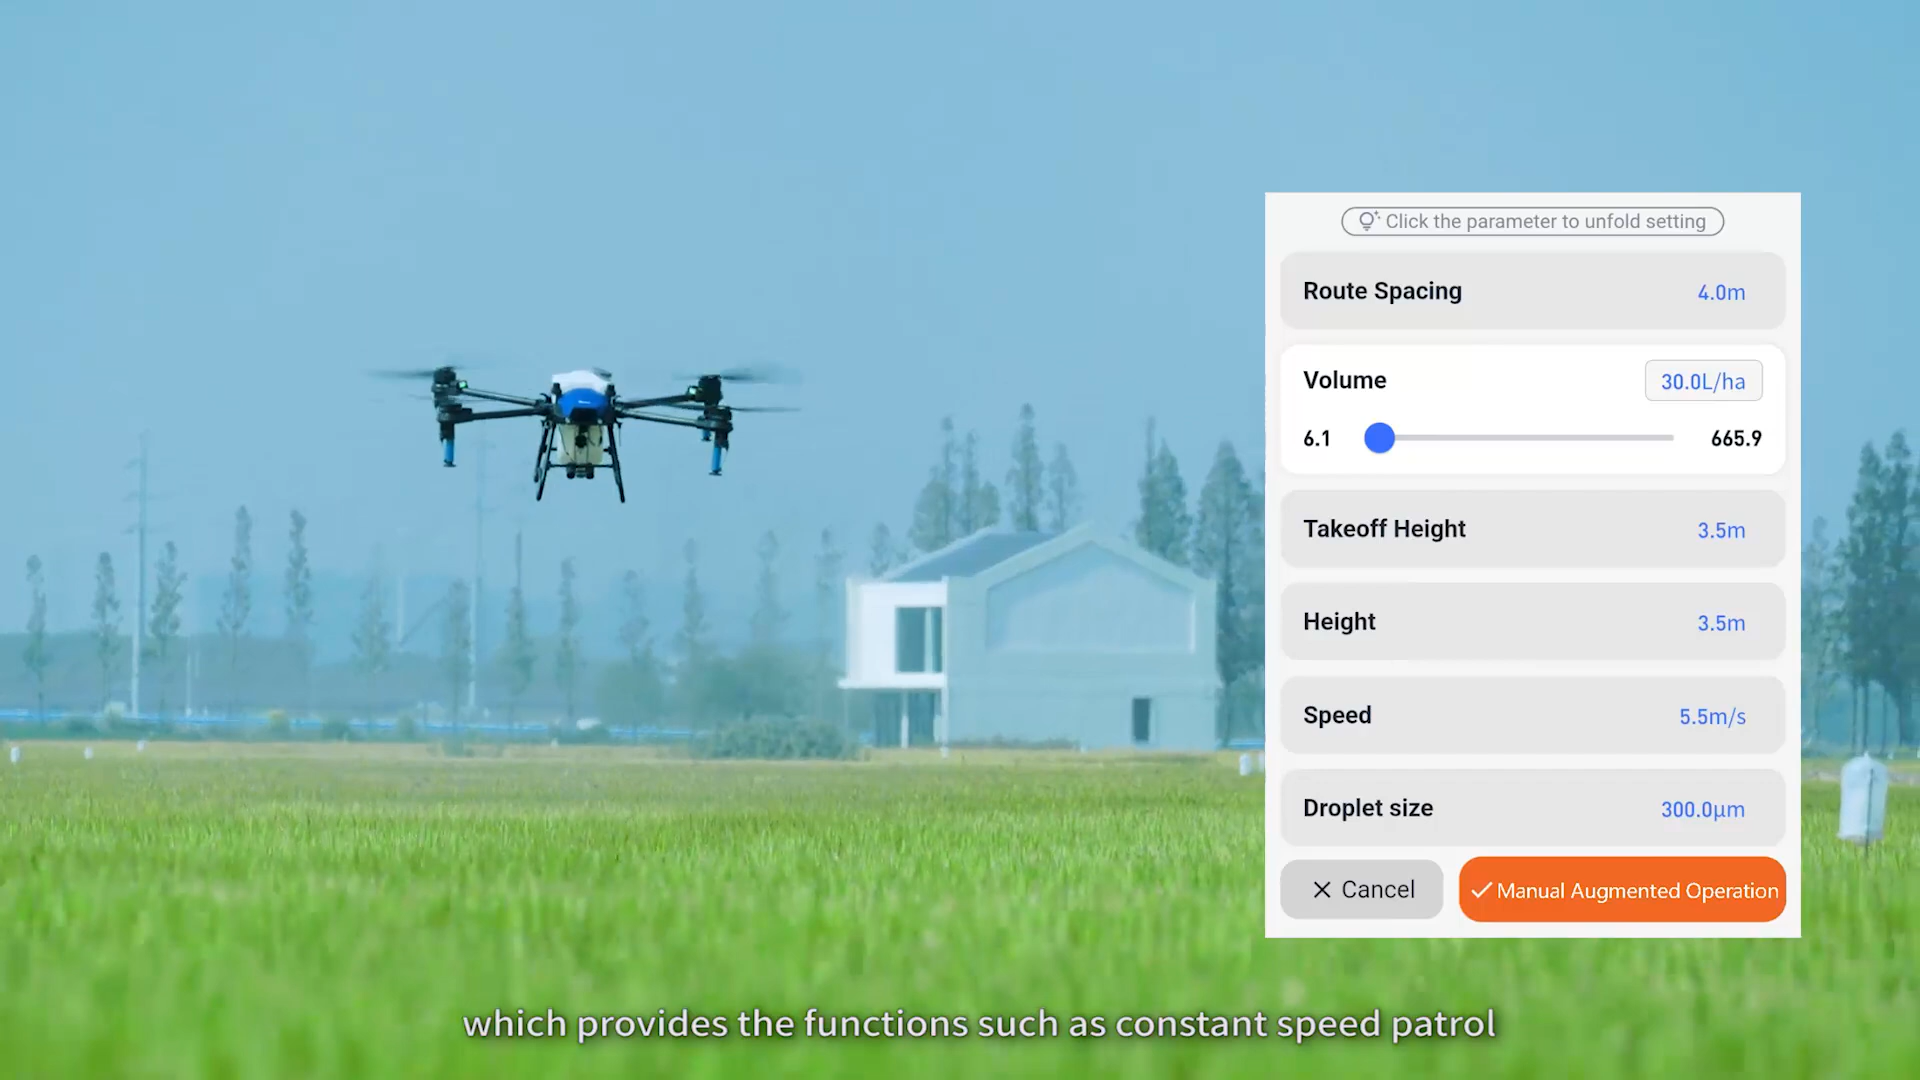 Click the parameter to unfold setting
Route Spacing 4.0m
Volume 30.0L/ha
6.1 665.9
Takeoff Height 3.5m
Height 3.5m
Speed 5.5m/s
Droplet size 300.0μm
Cancel Manual Augmented Operation
which provides the functions such as constant speed patrol